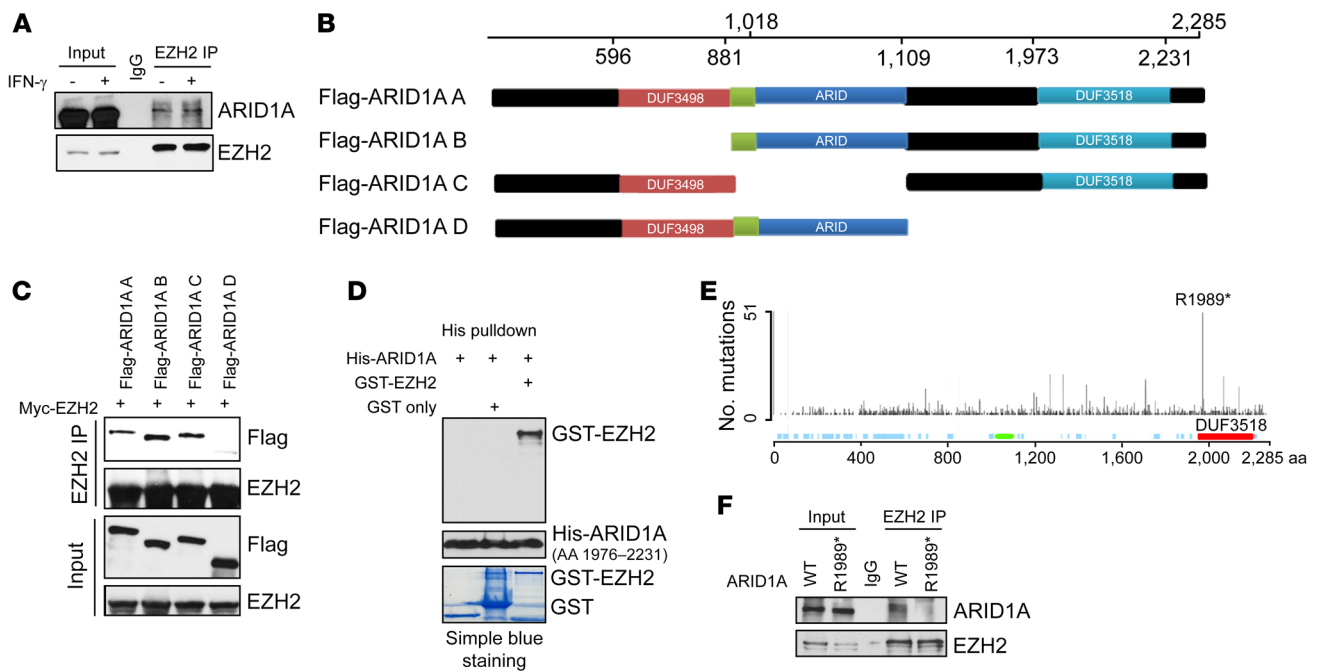 A
Input
IgG
EZH2 IP
IFN-γ - + - +
ARID1A
EZH2
B
1,018 2,285
596 881 1,109 1,973 2,231
Flag-ARID1A A DUF3498 ARID DUF3518
Flag-ARID1A B ARID DUF3518
Flag-ARID1A C DUF3498 DUF3518
Flag-ARID1A D DUF3498 ARID
C
Flag-ARID1A A
Flag-ARID1A B
Flag-ARID1A C
Flag-ARID1A D
Myc-EZH2 + + + +
EZH2 IP
Flag
EZH2
Input
Flag
EZH2
D
His pulldown
His-ARID1A + + +
GST-EZH2 +
GST only +
GST-EZH2
His-ARID1A
(AA 1976–2231)
GST-EZH2
GST
Simple blue
staining
E
R1989*
No. mutations
51
0
DUF3518
0 400 800 1,200 1,600 2,000 2,285 aa
F
Input EZH2 IP
ARID1A WT R1989* IgG WT R1989*
ARID1A
EZH2